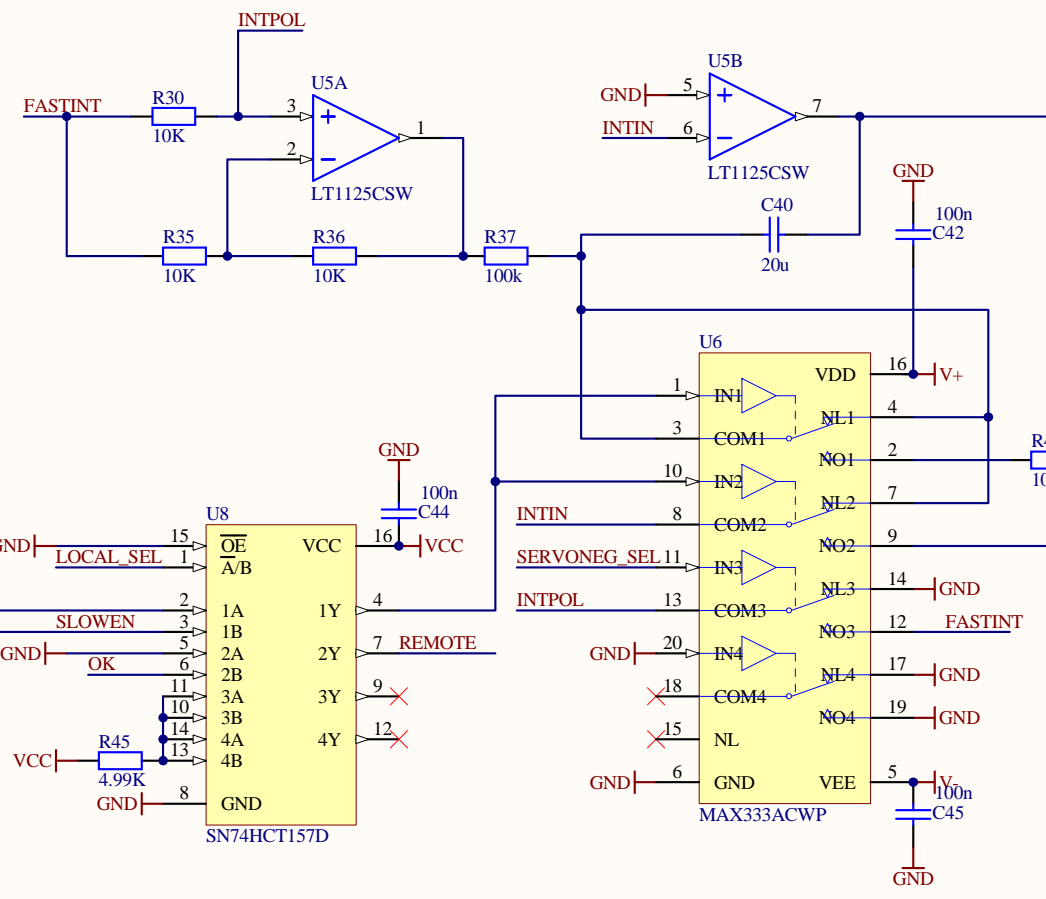 INTPOL
U5A
FASTINT
R30
10K
3
2
1
LT1125CSW
R35
10K
R36
10K
R37
100k
U5B
GND
5
INTIN
6
7
LT1125CSW
C40
20u
GND
100n
C42
U6
VDD
16
V+
1
IN1
NL1
4
3
COM1
NO1
2
10
IN2
NL2
7
INTIN
8
COM2
NO2
9
SERVONEG_SEL
11
IN3
NL3
14
GND
INTPOL
13
COM3
NO3
12
FASTINT
GND
20
IN4
NL4
17
GND
18
COM4
NO4
19
GND
15
NL
GND
6
GND
VEE
5
V-
100n
C45
GND
MAX333ACWP
GND
100n
C44
U8
GND
15
OE
VCC
16
VCC
LOCAL_SEL
1
A/B
2
1A
1Y
4
SLOWEN
3
1B
GND
5
2A
2Y
7
REMOTE
OK
6
2B
11
3A
3Y
9
10
3B
14
4A
4Y
12
13
4B
VCC
R45
4.99K
GND
8
GND
SN74HCT157D